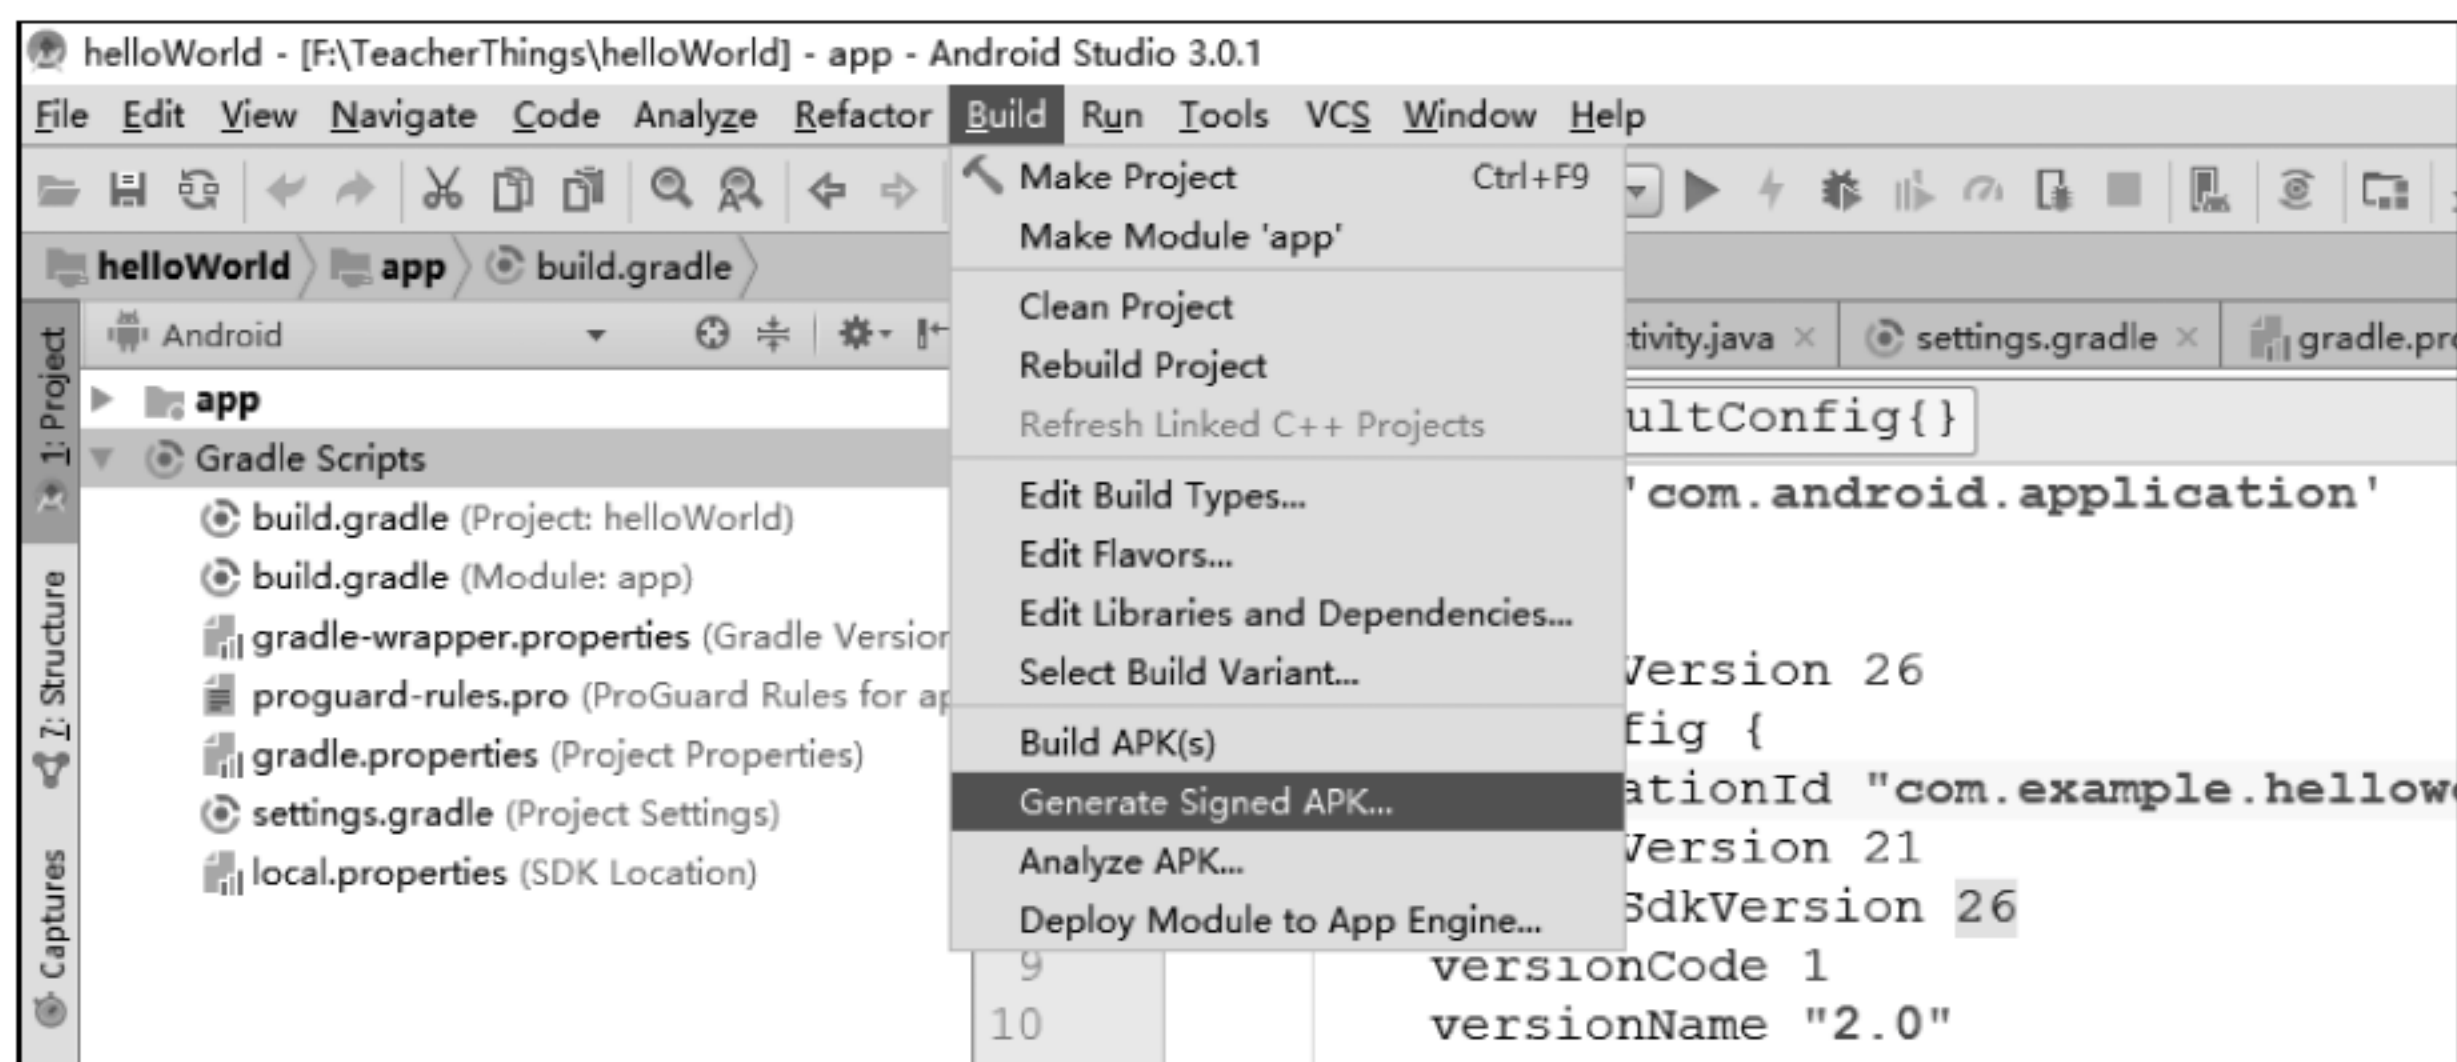 helloWorld - [F:\TeacherThings\helloWorld] - app - Android Studio 3.0.1
File Edit View Navigate Code Analyze Refactor Build Run Tools VCS Window Help
helloWorld app build.gradle
Android
1: Project
7: Structure
Captures
app
Gradle Scripts
build.gradle (Project: helloWorld)
build.gradle (Module: app)
gradle-wrapper.properties (Gradle Version
proguard-rules.pro (ProGuard Rules for ap
gradle.properties (Project Properties)
settings.gradle (Project Settings)
local.properties (SDK Location)
Make Project Ctrl+F9
Make Module 'app'
Clean Project
Rebuild Project
Refresh Linked C++ Projects
Edit Build Types...
Edit Flavors...
Edit Libraries and Dependencies...
Select Build Variant...
Build APK(s)
Generate Signed APK...
Analyze APK...
Deploy Module to App Engine...
tivity.java settings.gradle gradle.pro
ultConfig{}
'com.android.application'
Version 26
fig {
ationId "com.example.hellow
Version 21
SdkVersion 26
9 versionCode 1
10 versionName "2.0"